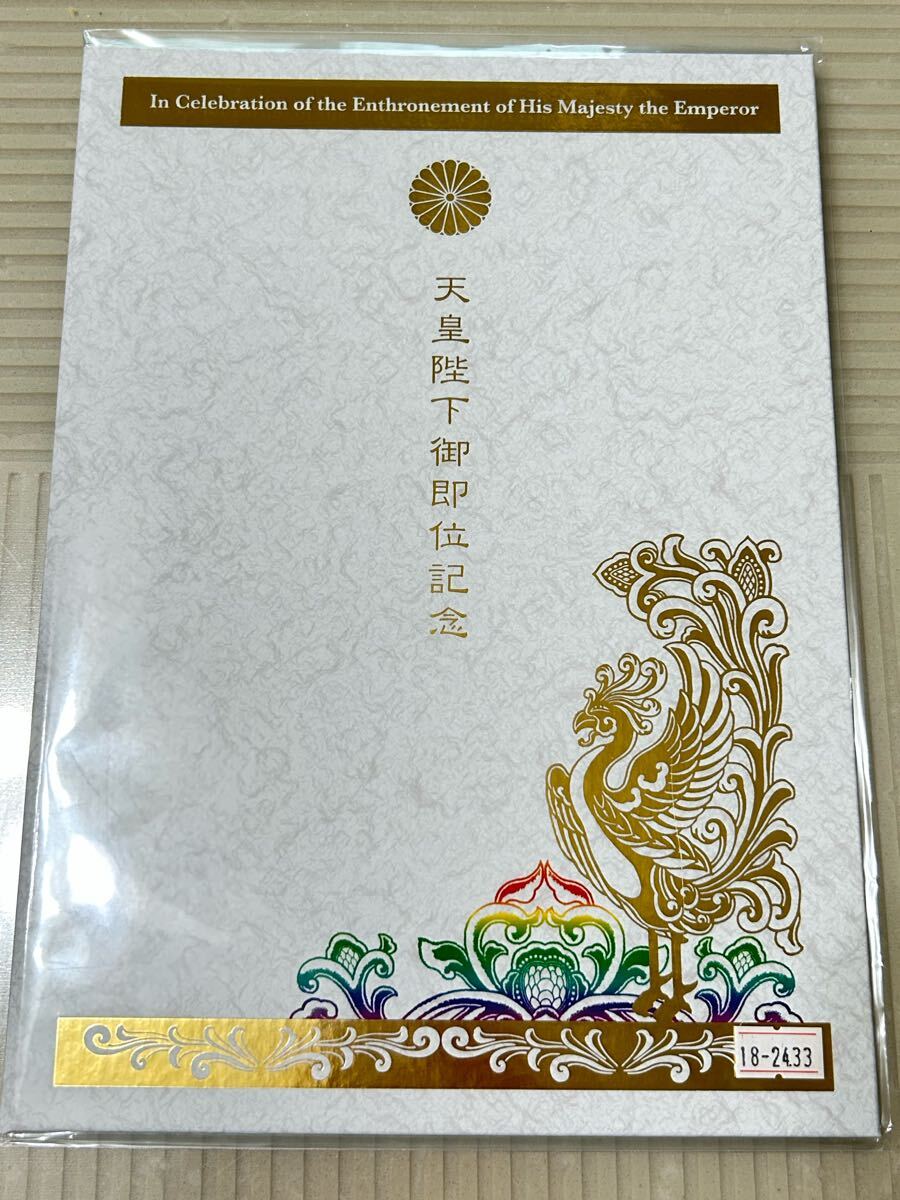 In Celebration of the Enthronement of His Majesty the Emperor
天皇陛下御即位記念
18-2433